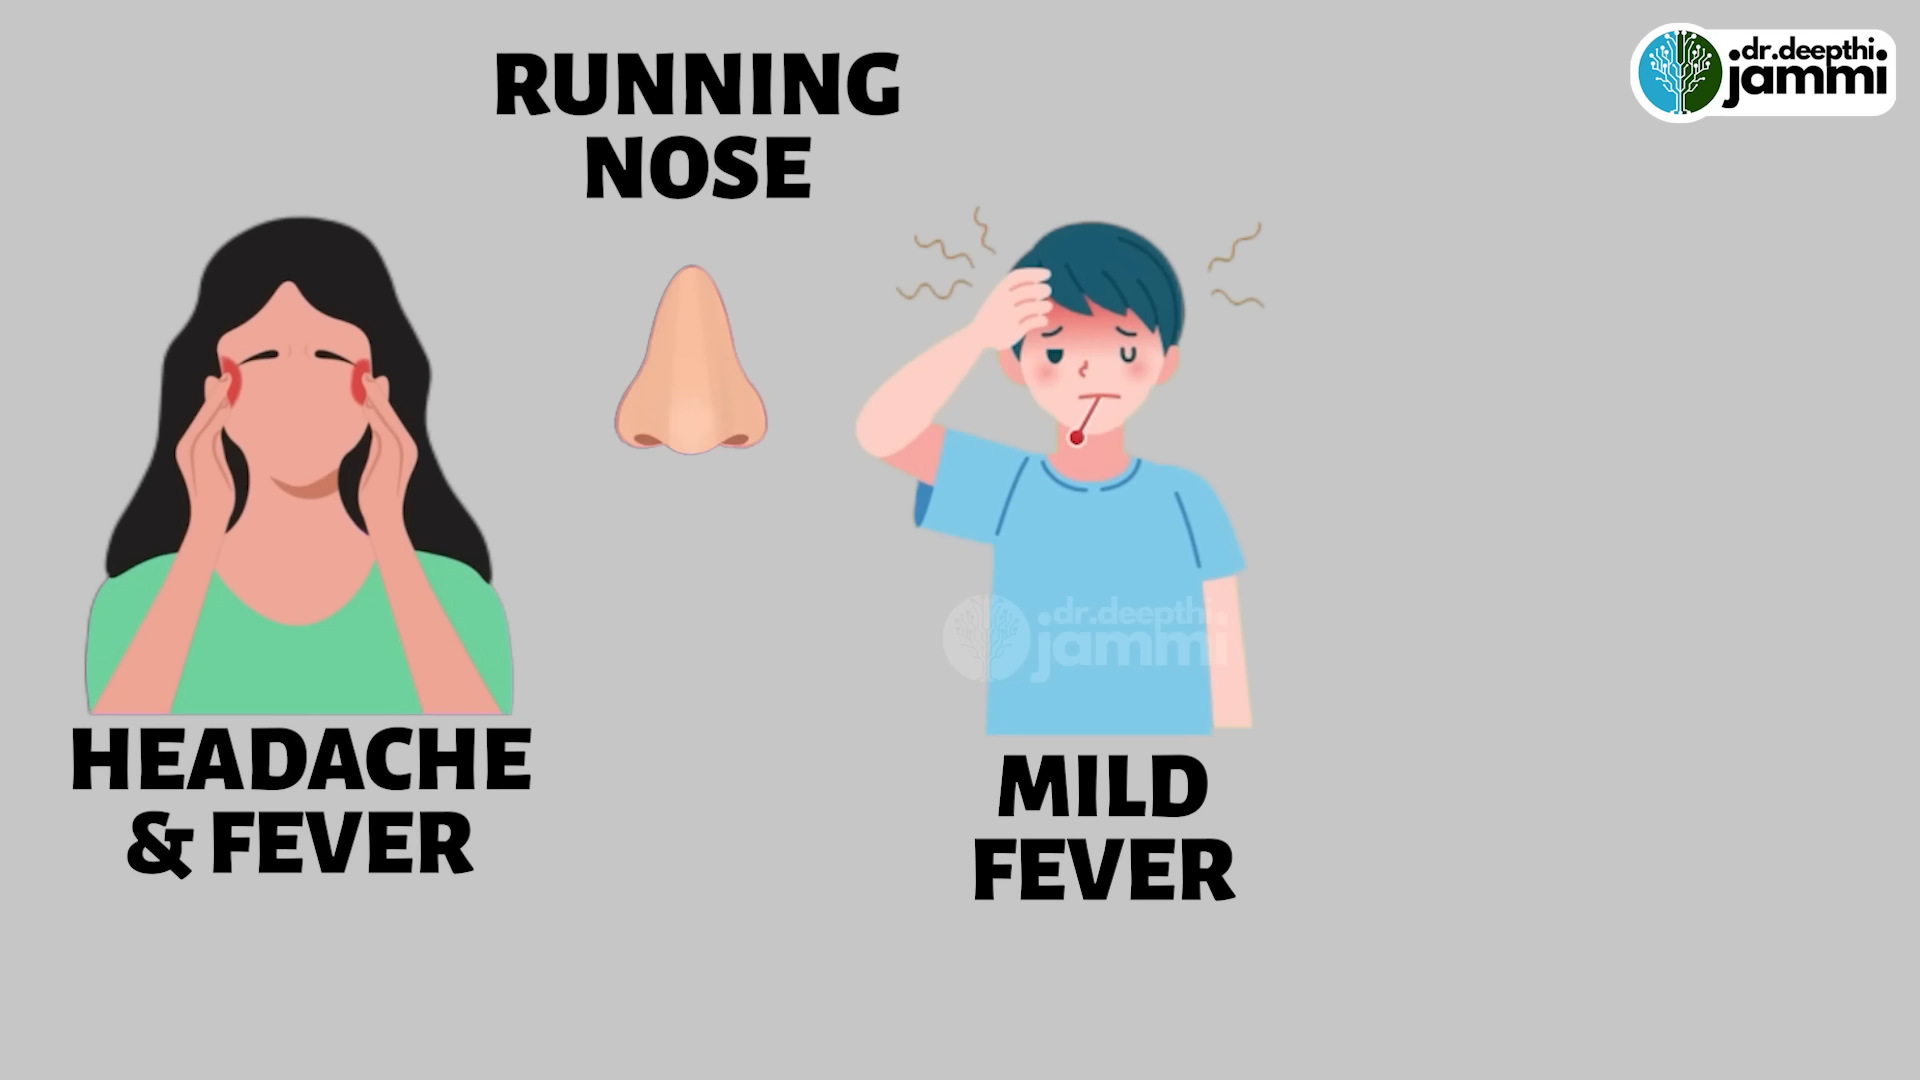 RUNNING
NOSE
.dr.deepthi.
jammi
HEADACHE
& FEVER
.dr.deepthi.
jammi
MILD
FEVER